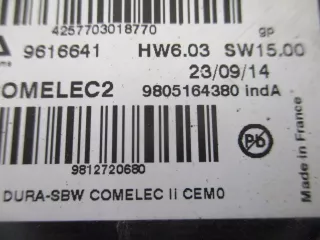 4257703018770 gp
9616641 HW6.03 SW15.00
23/09/14
COMELEC2 9805164380 indA
Pb
9812720680
DURA-SBW COMELEC Ii CEM0
Made in France